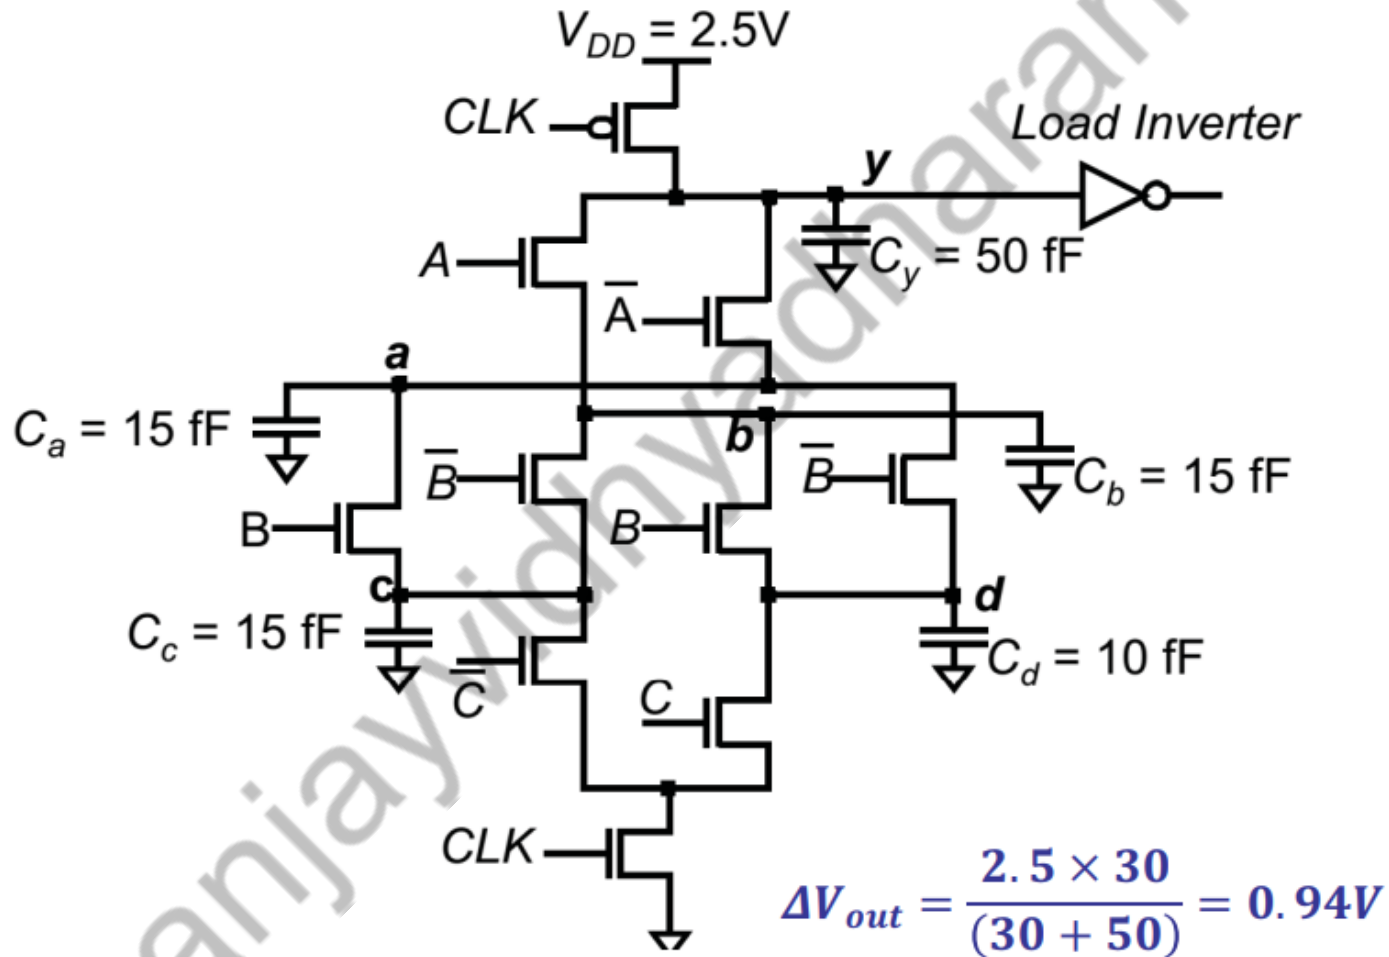 V_DD = 2.5V
CLK
Load Inverter
y
A
C_y = 50 fF
A̅
a
C_a = 15 fF
b
B̅
B̅
C_b = 15 fF
B
B
c
d
C_c = 15 fF
C_d = 10 fF
C̅
C
CLK
ΔV_out = 2.5 × 30 / (30 + 50) = 0.94V
anjayvidhyadharan